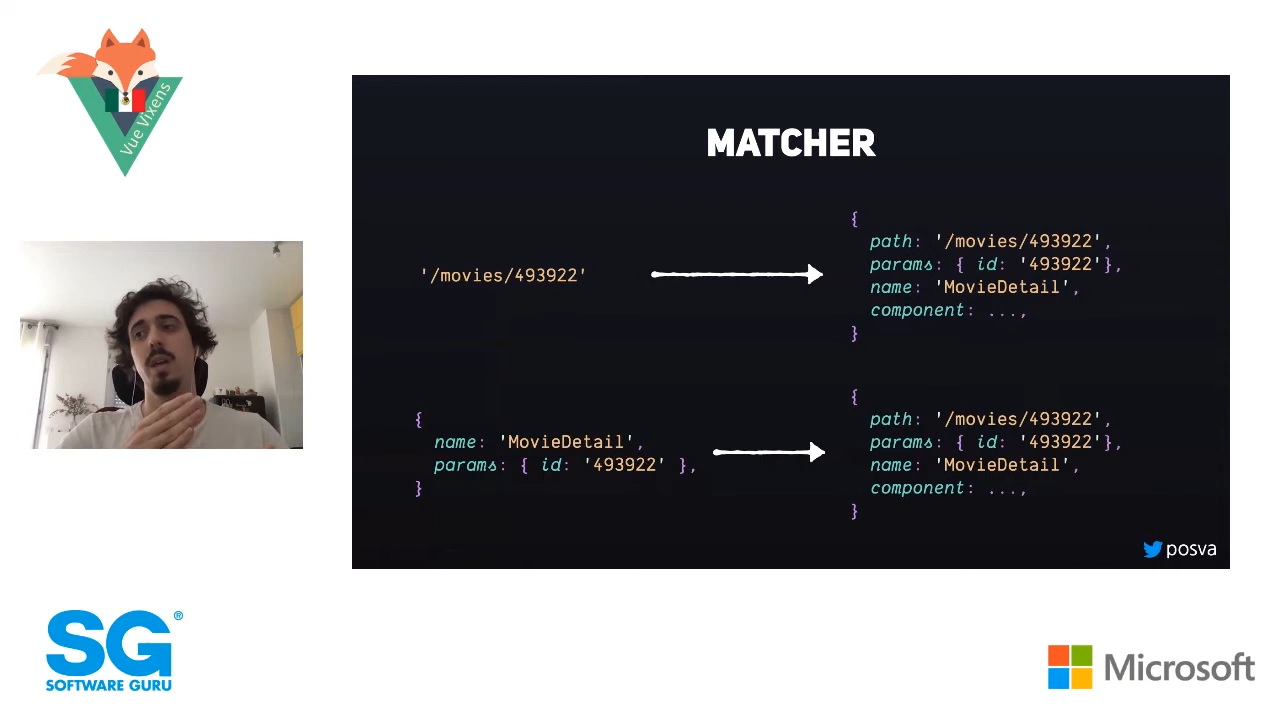 Vue Vixens
MATCHER
'/movies/493922'
{
path: '/movies/493922',
params: { id: '493922'},
name: 'MovieDetail',
component: ...,
}
{
name: 'MovieDetail',
params: { id: '493922' },
}
{
path: '/movies/493922',
params: { id: '493922'},
name: 'MovieDetail',
component: ...,
}
posva
SG®
SOFTWARE GURU
Microsoft